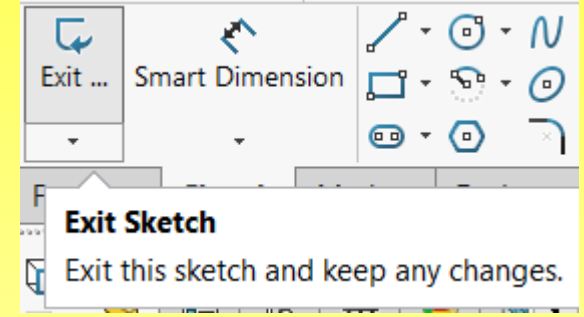 Exit ...
Smart Dimension
Exit Sketch
Exit this sketch and keep any changes.